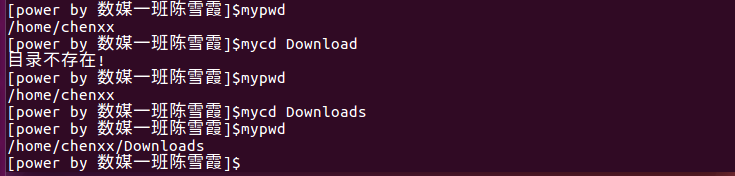 [power by 数媒一班陈雪霞]$mypwd
/home/chenxx
[power by 数媒一班陈雪霞]$mycd Download
目录不存在!
[power by 数媒一班陈雪霞]$mypwd
/home/chenxx
[power by 数媒一班陈雪霞]$mycd Downloads
[power by 数媒一班陈雪霞]$mypwd
/home/chenxx/Downloads
[power by 数媒一班陈雪霞]$